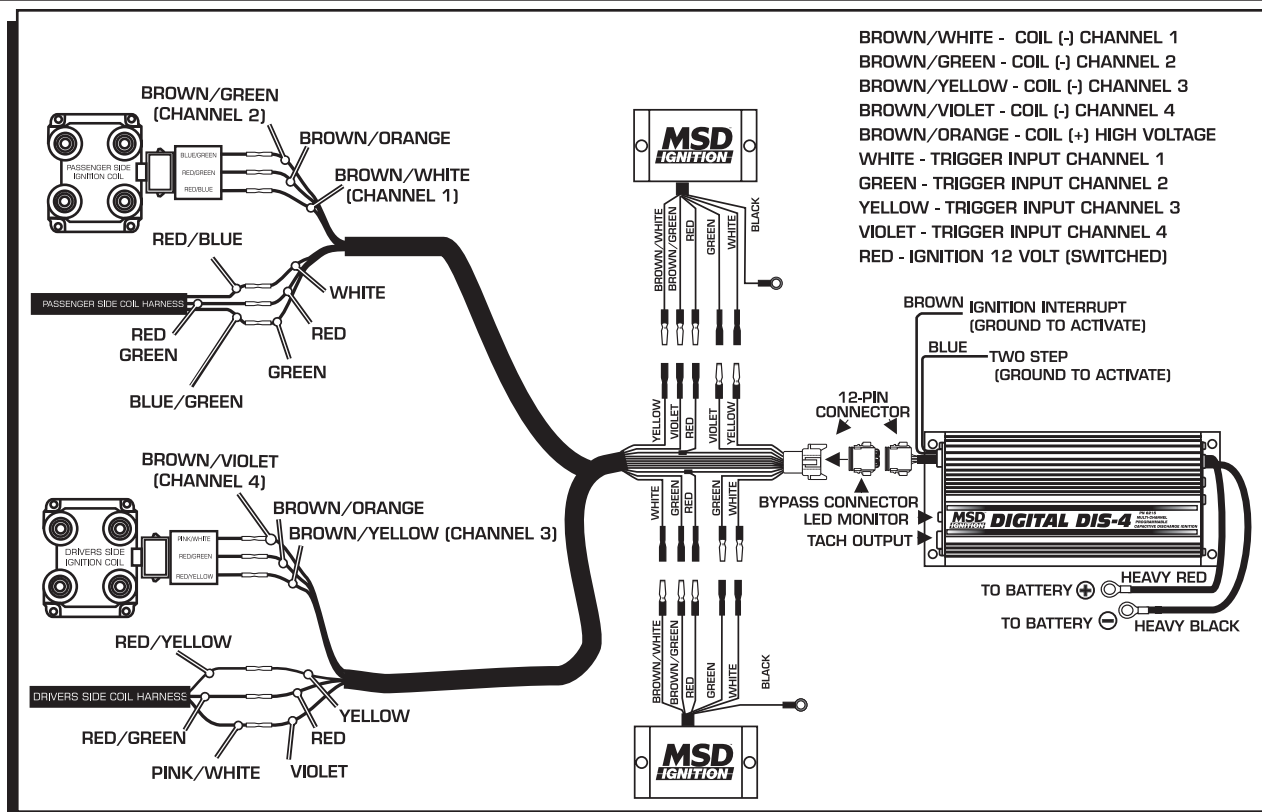 BROWN/WHITE - COIL (-) CHANNEL 1
BROWN/GREEN - COIL (-) CHANNEL 2
BROWN/YELLOW - COIL (-) CHANNEL 3
BROWN/VIOLET - COIL (-) CHANNEL 4
BROWN/ORANGE - COIL (+) HIGH VOLTAGE
WHITE - TRIGGER INPUT CHANNEL 1
GREEN - TRIGGER INPUT CHANNEL 2
YELLOW - TRIGGER INPUT CHANNEL 3
VIOLET - TRIGGER INPUT CHANNEL 4
RED - IGNITION 12 VOLT (SWITCHED)
BROWN/GREEN
(CHANNEL 2)
BROWN/ORANGE
BROWN/WHITE
(CHANNEL 1)
PASSENGER SIDE
IGNITION COIL
BLUE/GREEN
RED/GREEN
RED/BLUE
RED/BLUE
WHITE
PASSENGER SIDE COIL HARNESS
RED
GREEN
RED
GREEN
BLUE/GREEN
BROWN/VIOLET
(CHANNEL 4)
BROWN/ORANGE
BROWN/YELLOW (CHANNEL 3)
DRIVERS SIDE
IGNITION COIL
PINK/WHITE
RED/GREEN
RED/YELLOW
RED/YELLOW
DRIVERS SIDE COIL HARNESS
YELLOW
RED/GREEN
RED
PINK/WHITE
VIOLET
MSD
IGNITION
BROWN/WHITE
BROWN/GREEN
RED
GREEN
WHITE
BLACK
YELLOW
VIOLET
RED
VIOLET
YELLOW
WHITE
GREEN
RED
GREEN
WHITE
BROWN/WHITE
BROWN/GREEN
RED
GREEN
WHITE
BLACK
MSD
IGNITION
BROWN
IGNITION INTERRUPT
(GROUND TO ACTIVATE)
BLUE
TWO STEP
(GROUND TO ACTIVATE)
12-PIN
CONNECTOR
BYPASS CONNECTOR
LED MONITOR
TACH OUTPUT
MSD
IGNITION
DIGITAL DIS-4
PN 6215
MULTI-CHANNEL
PROGRAMMABLE
CAPACITIVE DISCHARGE IGNITION
TO BATTERY +
HEAVY RED
TO BATTERY −
HEAVY BLACK